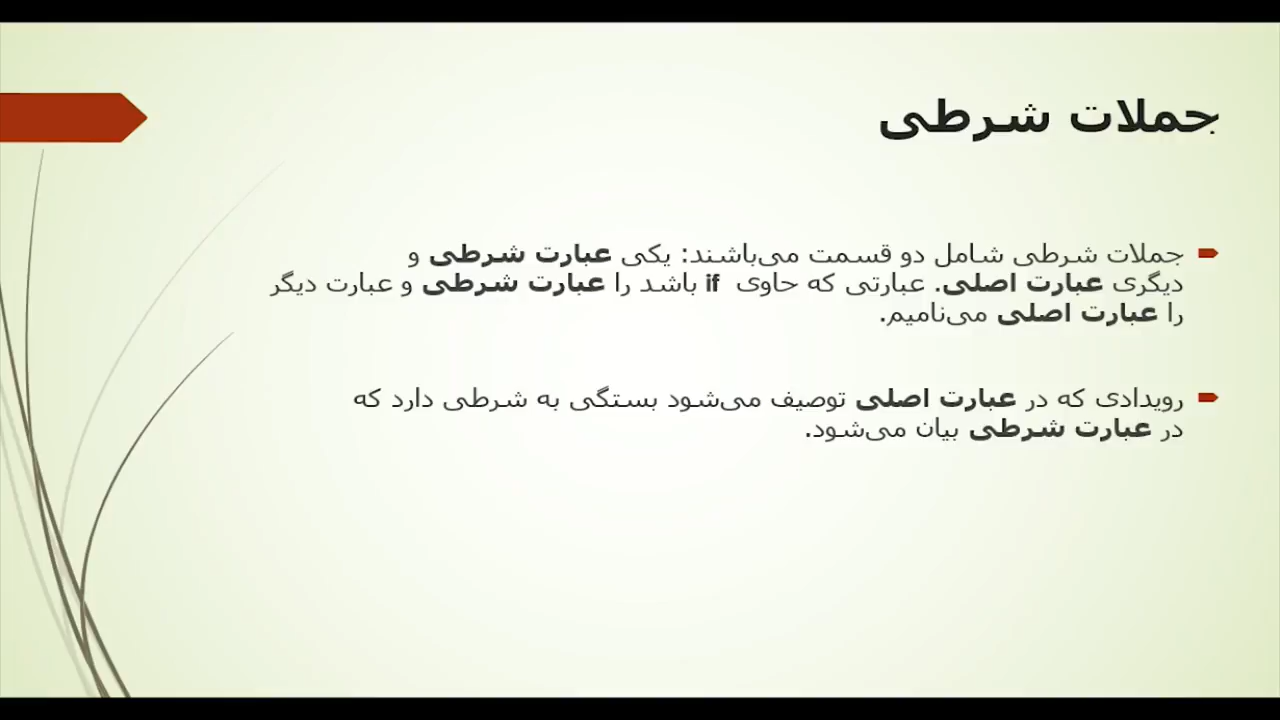 جملات شرطی
جملات شرطی شامل دو قسمت می‌باشند: یکی عبارت شرطی و
دیگری عبارت اصلی. عبارتی که حاوی if باشد را عبارت شرطی و عبارت دیگر
را عبارت اصلی می‌نامیم.
رویدادی که در عبارت اصلی توصیف می‌شود بستگی به شرطی دارد که
در عبارت شرطی بیان می‌شود.